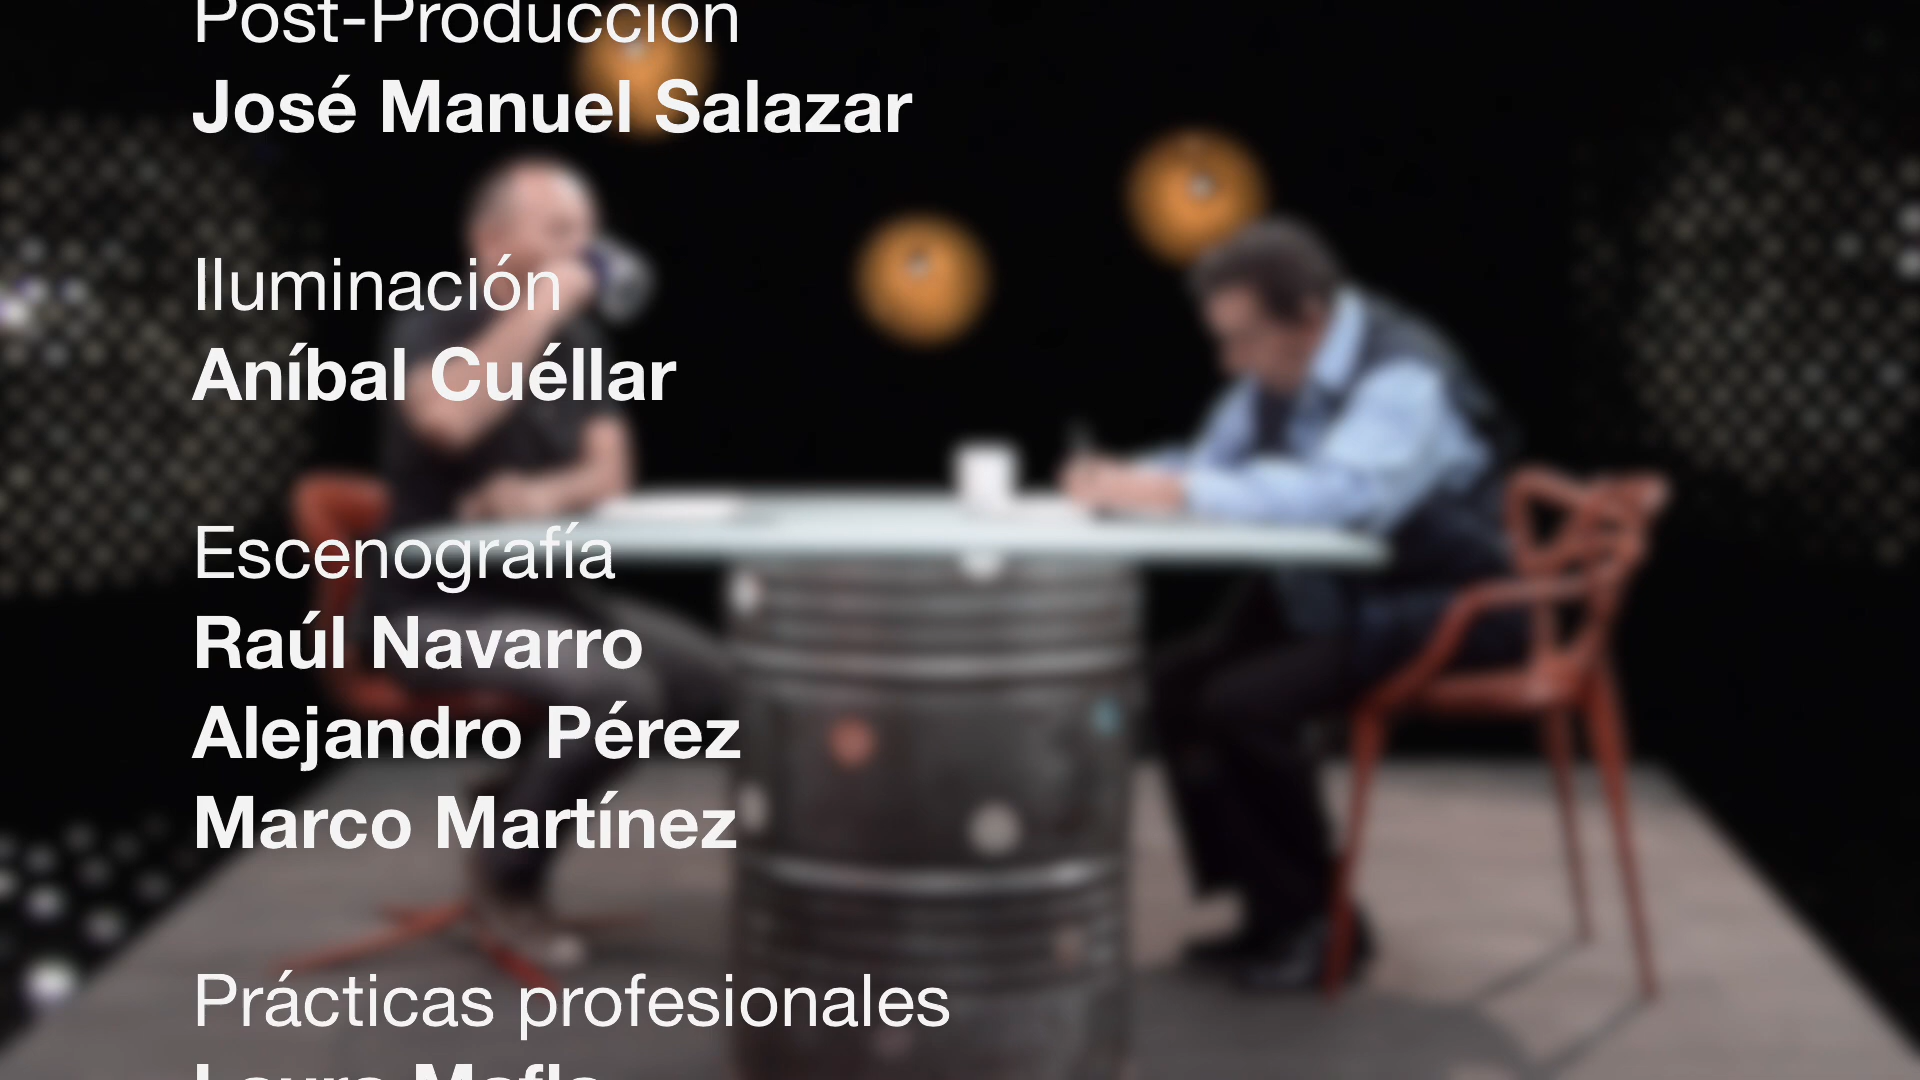 Post-Producción
José Manuel Salazar
Iluminación
Aníbal Cuéllar
Escenografía
Raúl Navarro
Alejandro Pérez
Marco Martínez
Prácticas profesionales